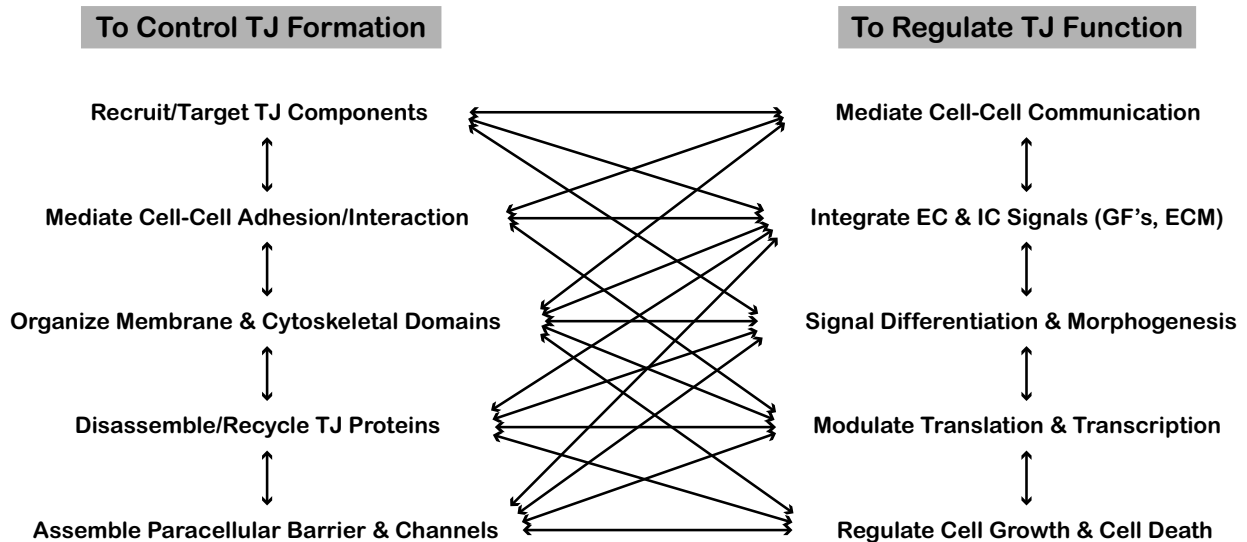 To Control TJ Formation
To Regulate TJ Function
Recruit/Target TJ Components
Mediate Cell-Cell Communication
Mediate Cell-Cell Adhesion/Interaction
Integrate EC & IC Signals (GF's, ECM)
Organize Membrane & Cytoskeletal Domains
Signal Differentiation & Morphogenesis
Disassemble/Recycle TJ Proteins
Modulate Translation & Transcription
Assemble Paracellular Barrier & Channels
Regulate Cell Growth & Cell Death